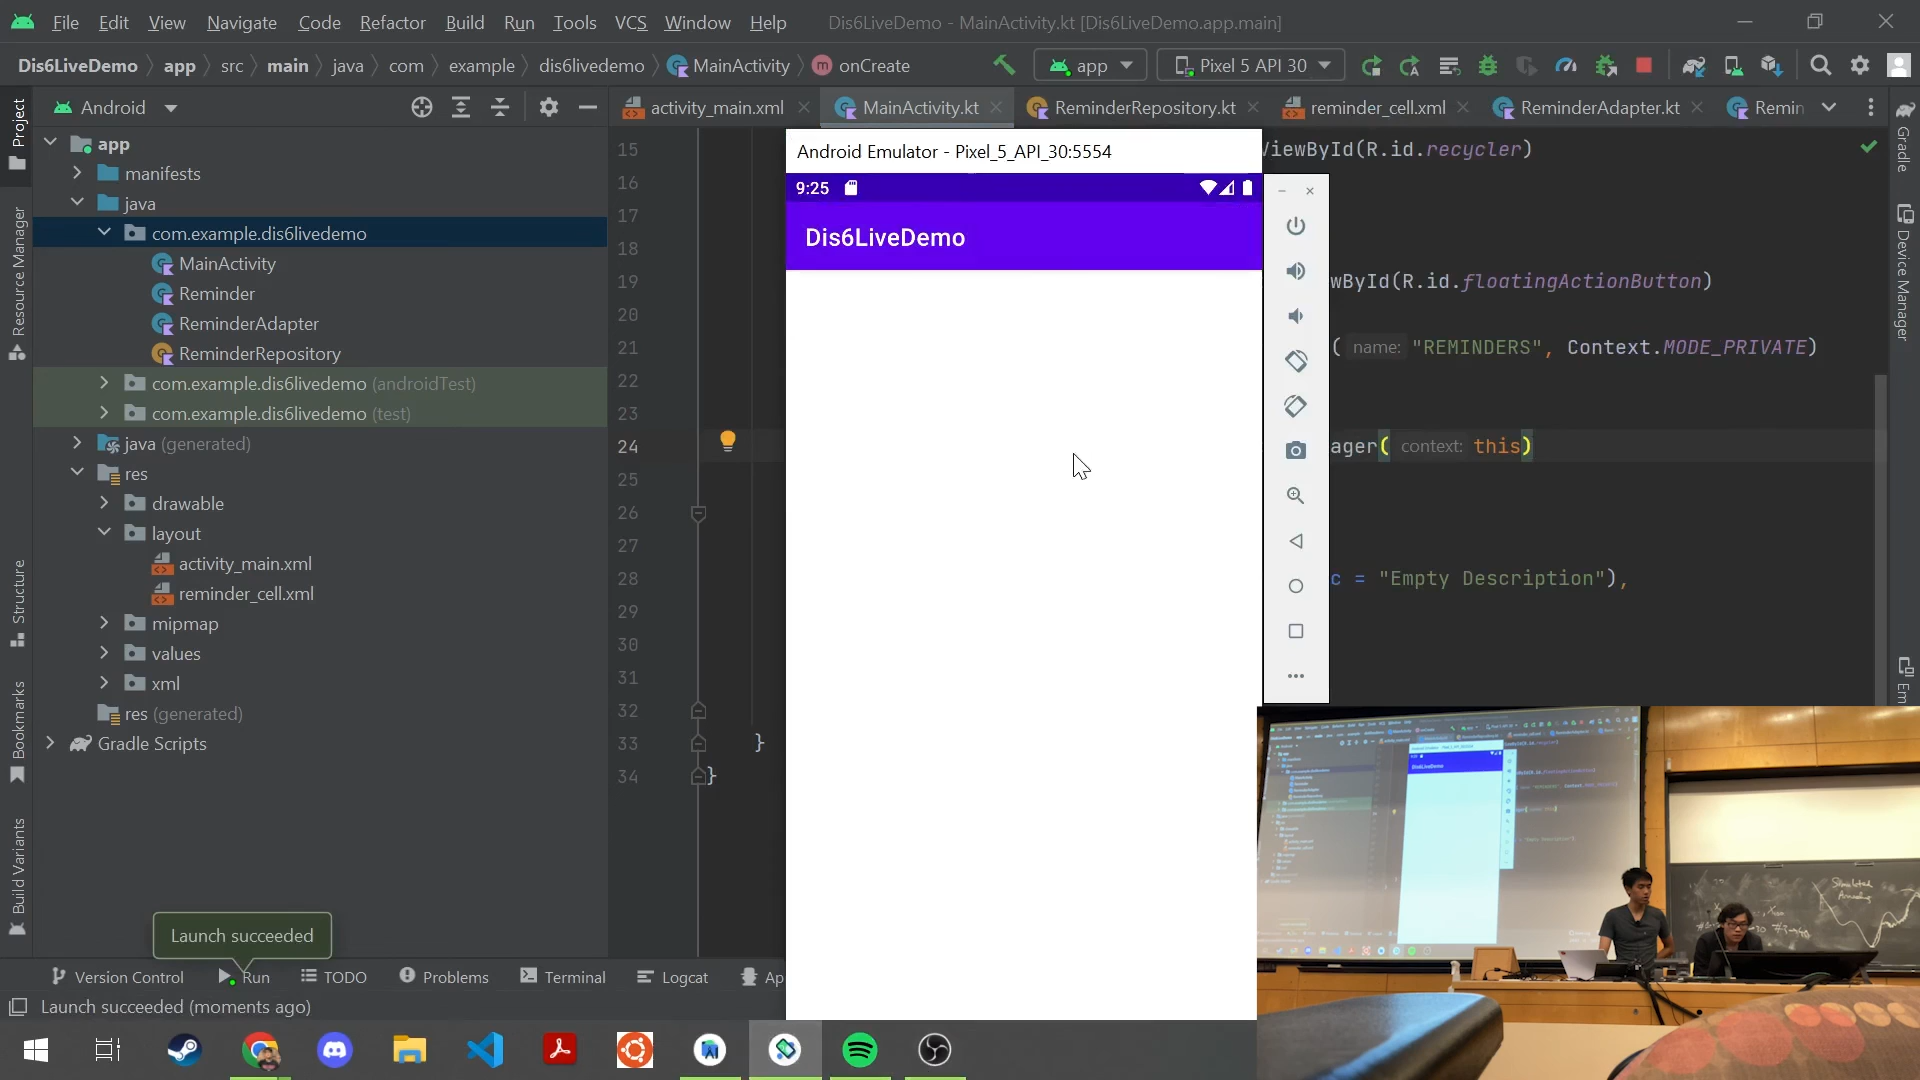 File Edit View Navigate Code Refactor Build Run Tools VCS Window Help Dis6LiveDemo - MainActivity.kt [Dis6LiveDemo.app.main]
Dis6LiveDemo app src main java com example dis6livedemo MainActivity onCreate app Pixel 5 API 30
Project
Android
activity_main.xml MainActivity.kt ReminderRepository.kt reminder_cell.xml ReminderAdapter.kt Remin
Gradle
app
manifests
java
com.example.dis6livedemo
MainActivity
Reminder
ReminderAdapter
ReminderRepository
com.example.dis6livedemo (androidTest)
com.example.dis6livedemo (test)
java (generated)
res
drawable
layout
activity_main.xml
reminder_cell.xml
mipmap
values
xml
res (generated)
Gradle Scripts
Resource Manager
Structure
Bookmarks
Build Variants
Device Manager
Em
15 ViewById(R.id.recycler)
16
17
18
19 wById(R.id.floatingActionButton)
20
21 ( name: "REMINDERS", Context.MODE_PRIVATE)
22
23
24 ager( context: this)
25
26
27
28 c = "Empty Description"),
29
30
31
32
33 }
34 }
Android Emulator - Pixel_5_API_30:5554
9:25
Dis6LiveDemo
Launch succeeded
Version Control Run TODO Problems Terminal Logcat Ap
Launch succeeded (moments ago)
Simulated